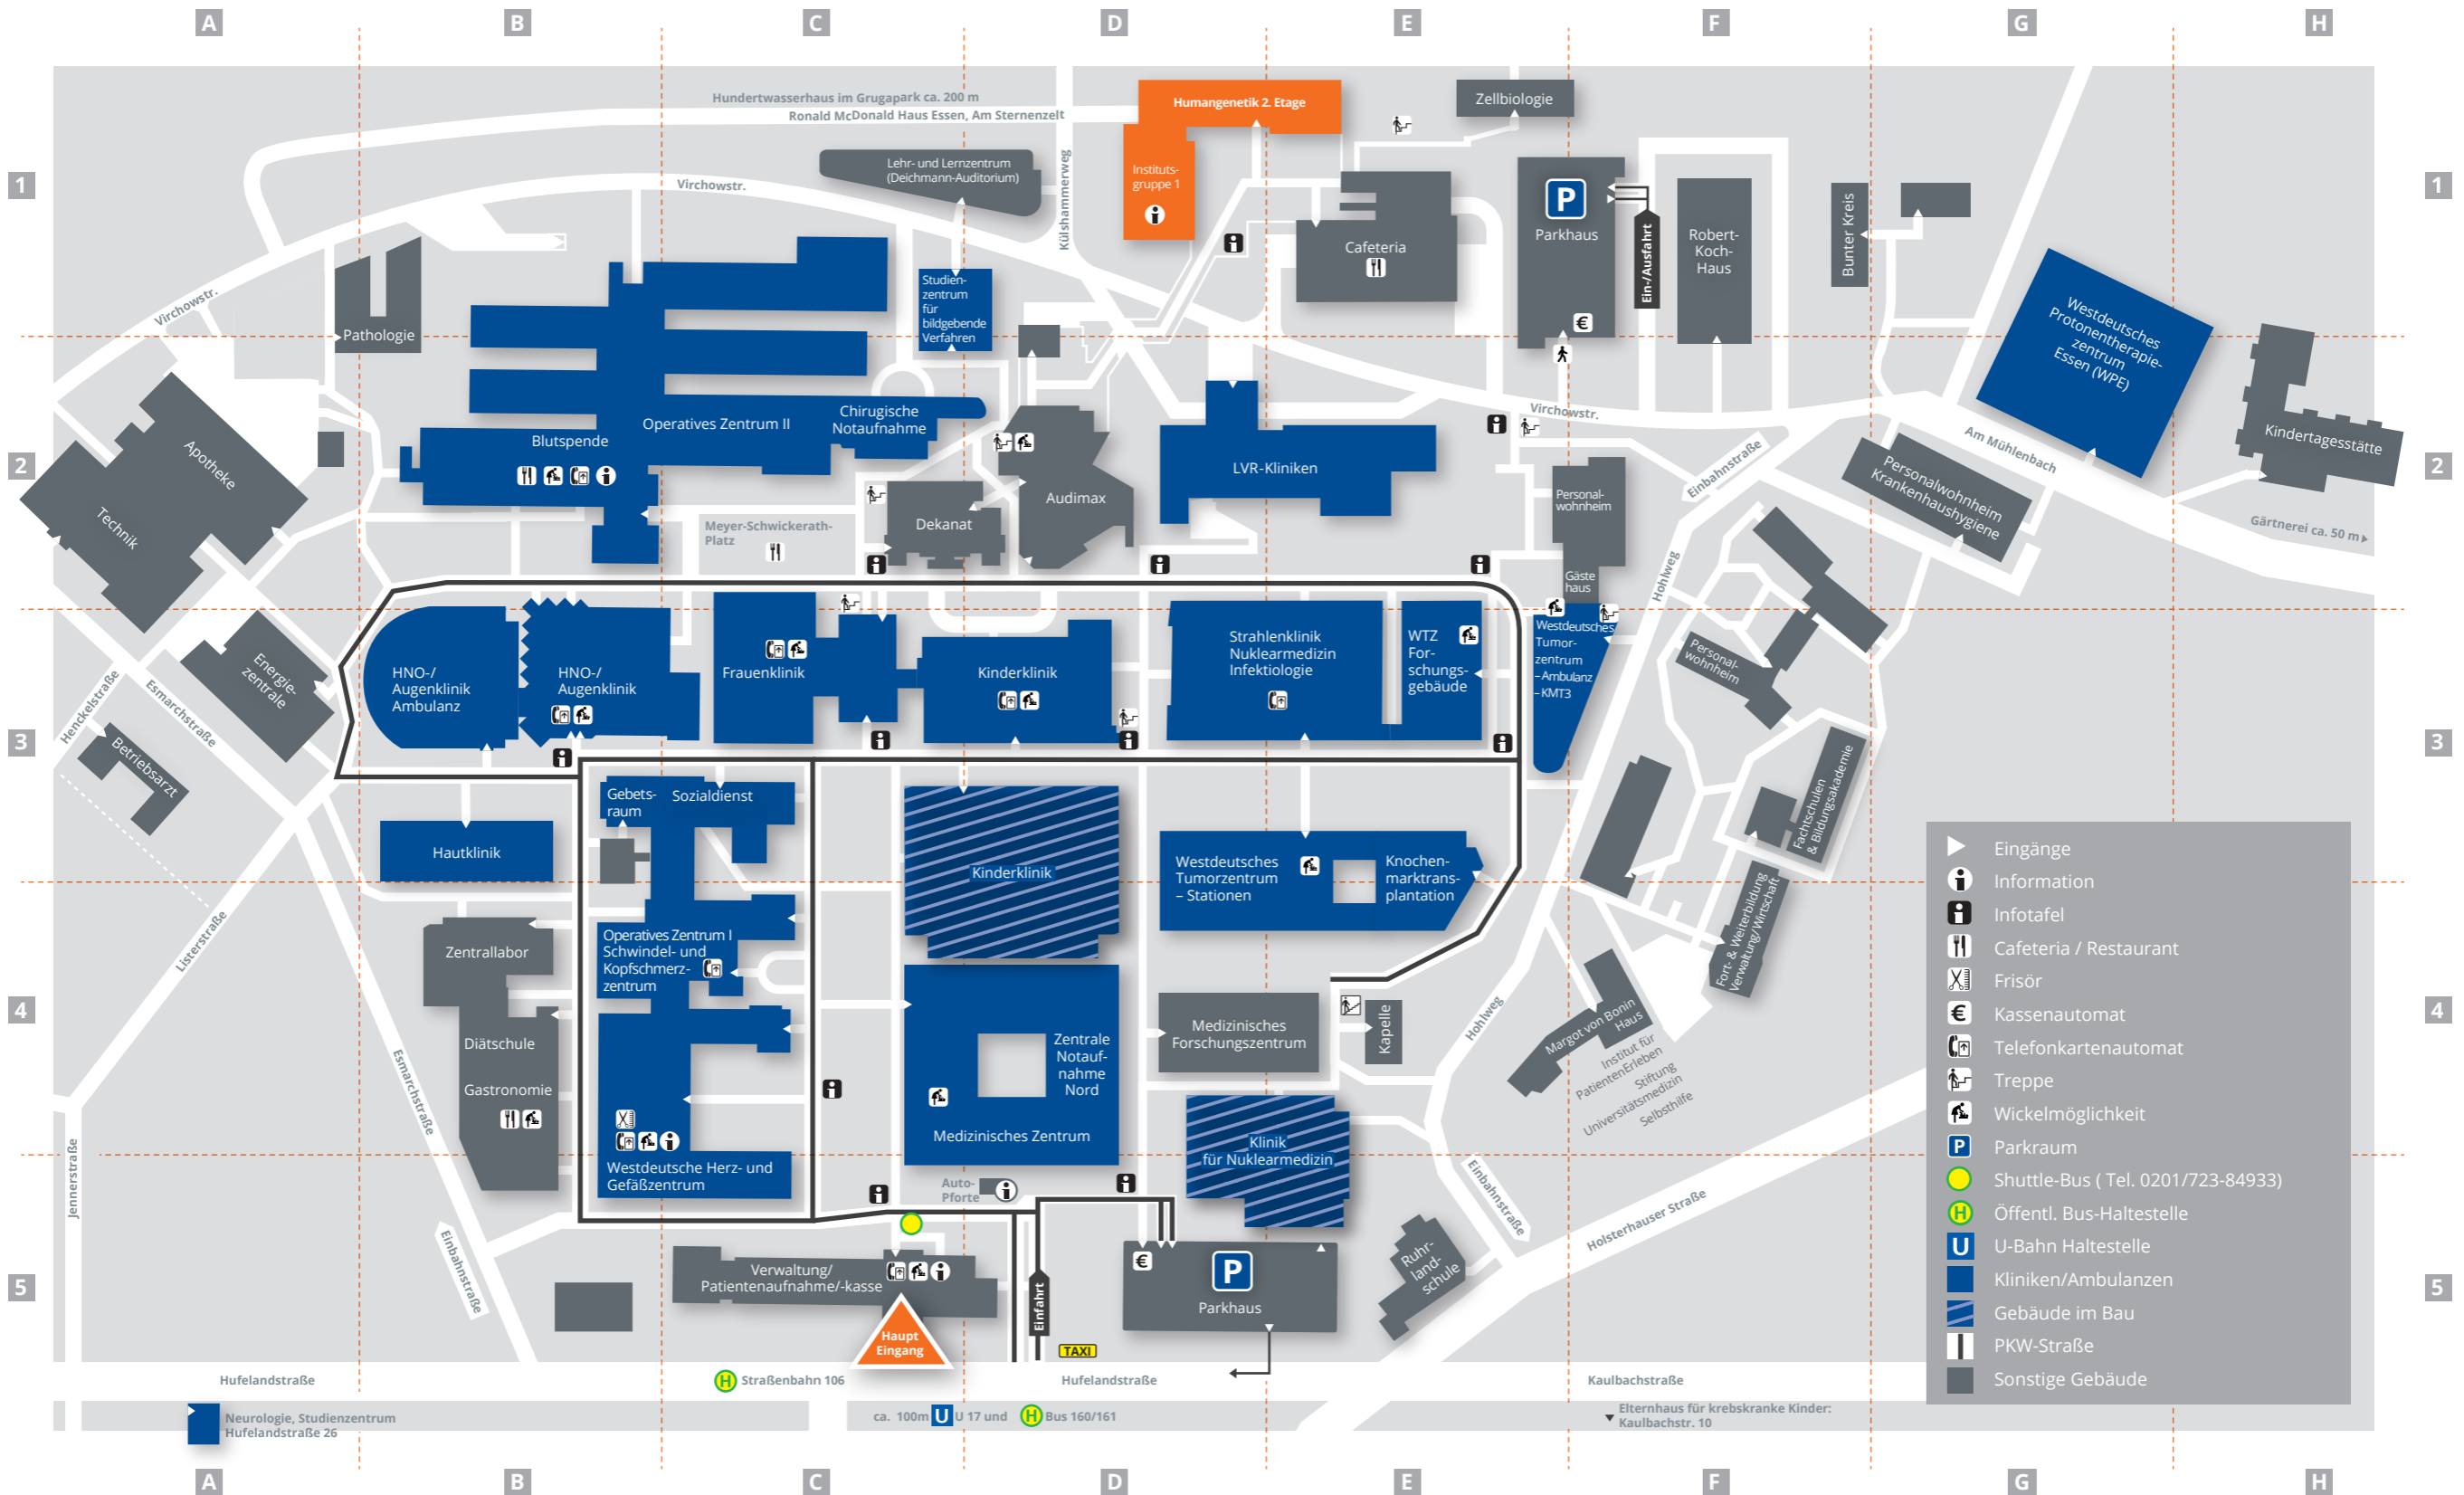 A B C D E F G H
Hundertwasserhaus im Grugapark ca. 200 m
Ronald McDonald Haus Essen, Am Sternenzelt
Humangenetik 2. Etage
Zellbiologie
Lehr- und Lernzentrum
(Deichmann-Auditorium)
Instituts-
gruppe 1
Külshammerweg
Virchowstr.
1
1
P
Parkhaus
Ein-/Ausfahrt
Robert-
Koch-
Haus
Bunter Kreis
Cafeteria
Studien-
zentrum
für
bildgebende
Verfahren
Virchowstr.
Pathologie
€
Westdeutsches
Protonentherapie-
zentrum
Essen (WPE)
Virchowstr.
Chirugische
Notaufnahme
Operatives Zentrum II
Blutspende
Apotheke
Technik
2
2
LVR-Kliniken
Audimax
Dekanat
Meyer-Schwickerath-
Platz
Personal-
wohnheim
Gäste
haus
Einbahnstraße
Hohlweg
Am Mühlenbach
Personalwohnheim
Krankenhaushygiene
Kindertagesstätte
Gärtnerei ca. 50 m
HNO-/
Augenklinik
Ambulanz
HNO-/
Augenklinik
Frauenklinik
Kinderklinik
Strahlenklinik
Nuklearmedizin
Infektiologie
WTZ
For-
schungs-
gebäude
Westdeutsches
Tumor-
zentrum
– Ambulanz
– KMT3
Personal-
wohnheim
Energie-
zentrale
Henckelstraße
Esmarchstraße
Betriebsarzt
3
3
Gebets-
raum
Sozialdienst
Hautklinik
Kinderklinik
Westdeutsches
Tumorzentrum
– Stationen
Knochen-
marktrans-
plantation
Fachtschulen
& Bildungsakademie
Fort- & Weiterbildung
Verwaltung/Wirtschaft
Listerstraße
Zentrallabor
Operatives Zentrum I
Schwindel- und
Kopfschmerz-
zentrum
4
4
Diätschule
Gastronomie
Esmarchstraße
Zentrale
Notauf-
nahme
Nord
Medizinisches Zentrum
Medizinisches
Forschungszentrum
Kapelle
Hohlweg
Margot von Bonin
Haus
Institut für
PatientenErleben
Stiftung
Universitätsmedizin
Selbsthilfe
Klinik
für Nuklearmedizin
Westdeutsche Herz- und
Gefäßzentrum
Auto-
Pforte
Jennerstraße
Einbahnstraße
Einbahnstraße
Holsterhauser Straße
Ruhr-
land-
schule
5
5
Verwaltung/
Patientenaufnahme/-kasse
Haupt
Eingang
Einfahrt
€
P
Parkhaus
TAXI
Hufelandstraße
H Straßenbahn 106
Hufelandstraße
Kaulbachstraße
Neurologie, Studienzentrum
Hufelandstraße 26
ca. 100m U U 17 und H Bus 160/161
Elternhaus für krebskranke Kinder:
Kaulbachstr. 10
Eingänge
Information
Infotafel
Cafeteria / Restaurant
Frisör
€ Kassenautomat
Telefonkartenautomat
Treppe
Wickelmöglichkeit
P Parkraum
Shuttle-Bus ( Tel. 0201/723-84933)
H Öffentl. Bus-Haltestelle
U U-Bahn Haltestelle
Kliniken/Ambulanzen
Gebäude im Bau
PKW-Straße
Sonstige Gebäude
A B C D E F G H